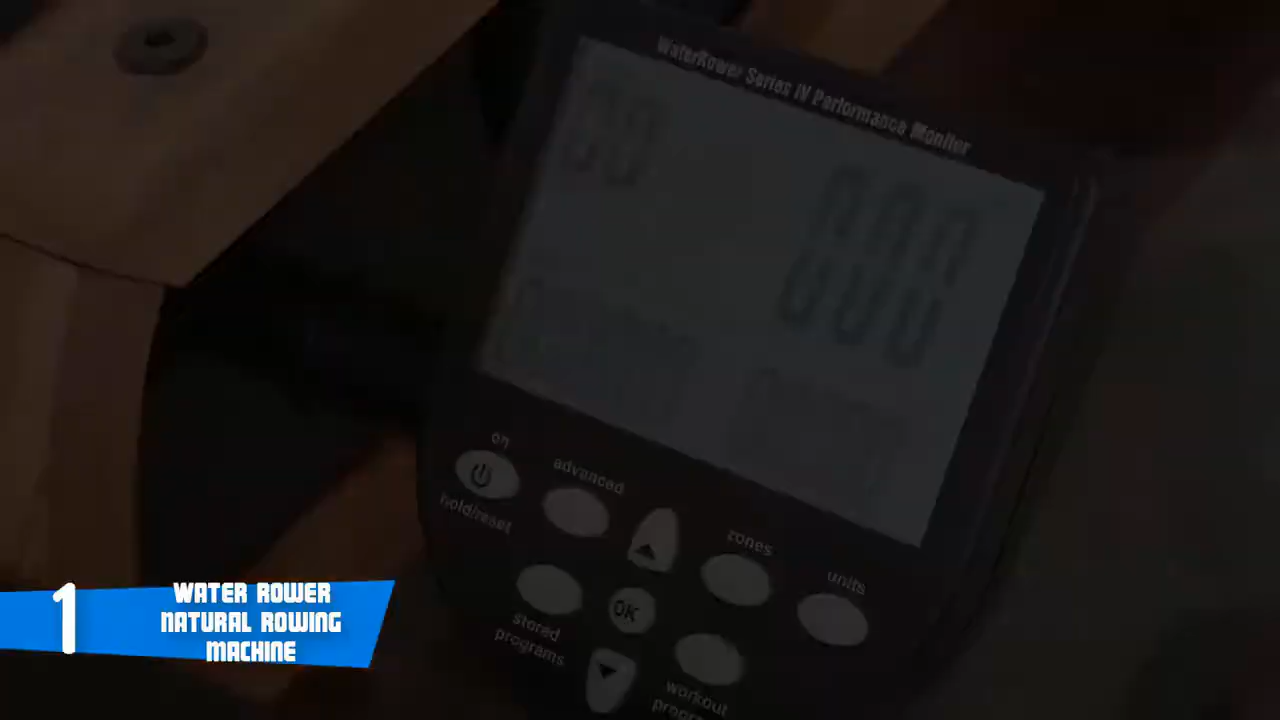 WaterRower Series IV Performance Monitor
on
advanced
hold/reset
zones
units
OK
stored
programs
workout
1
WATER ROWER
NATURAL ROWING
MACHINE